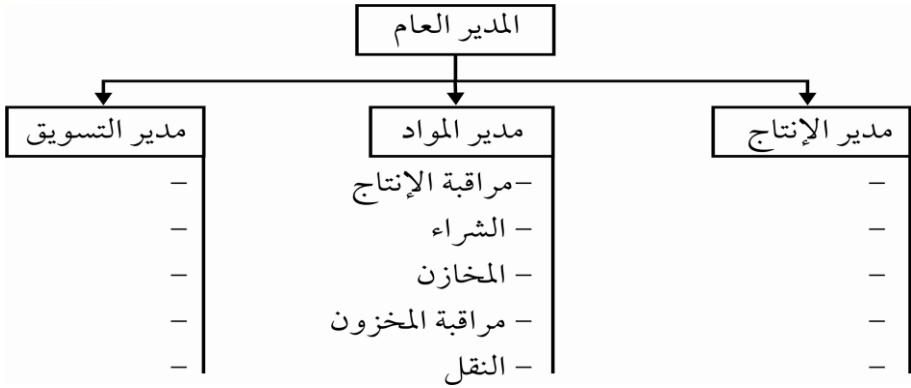 المدير العام
مدير الإنتاج
–
–
–
–
–
مدير المواد
–مراقبة الإنتاج
– الشراء
– المخازن
– مراقبة المخزون
– النقل
مدير التسويق
–
–
–
–
–